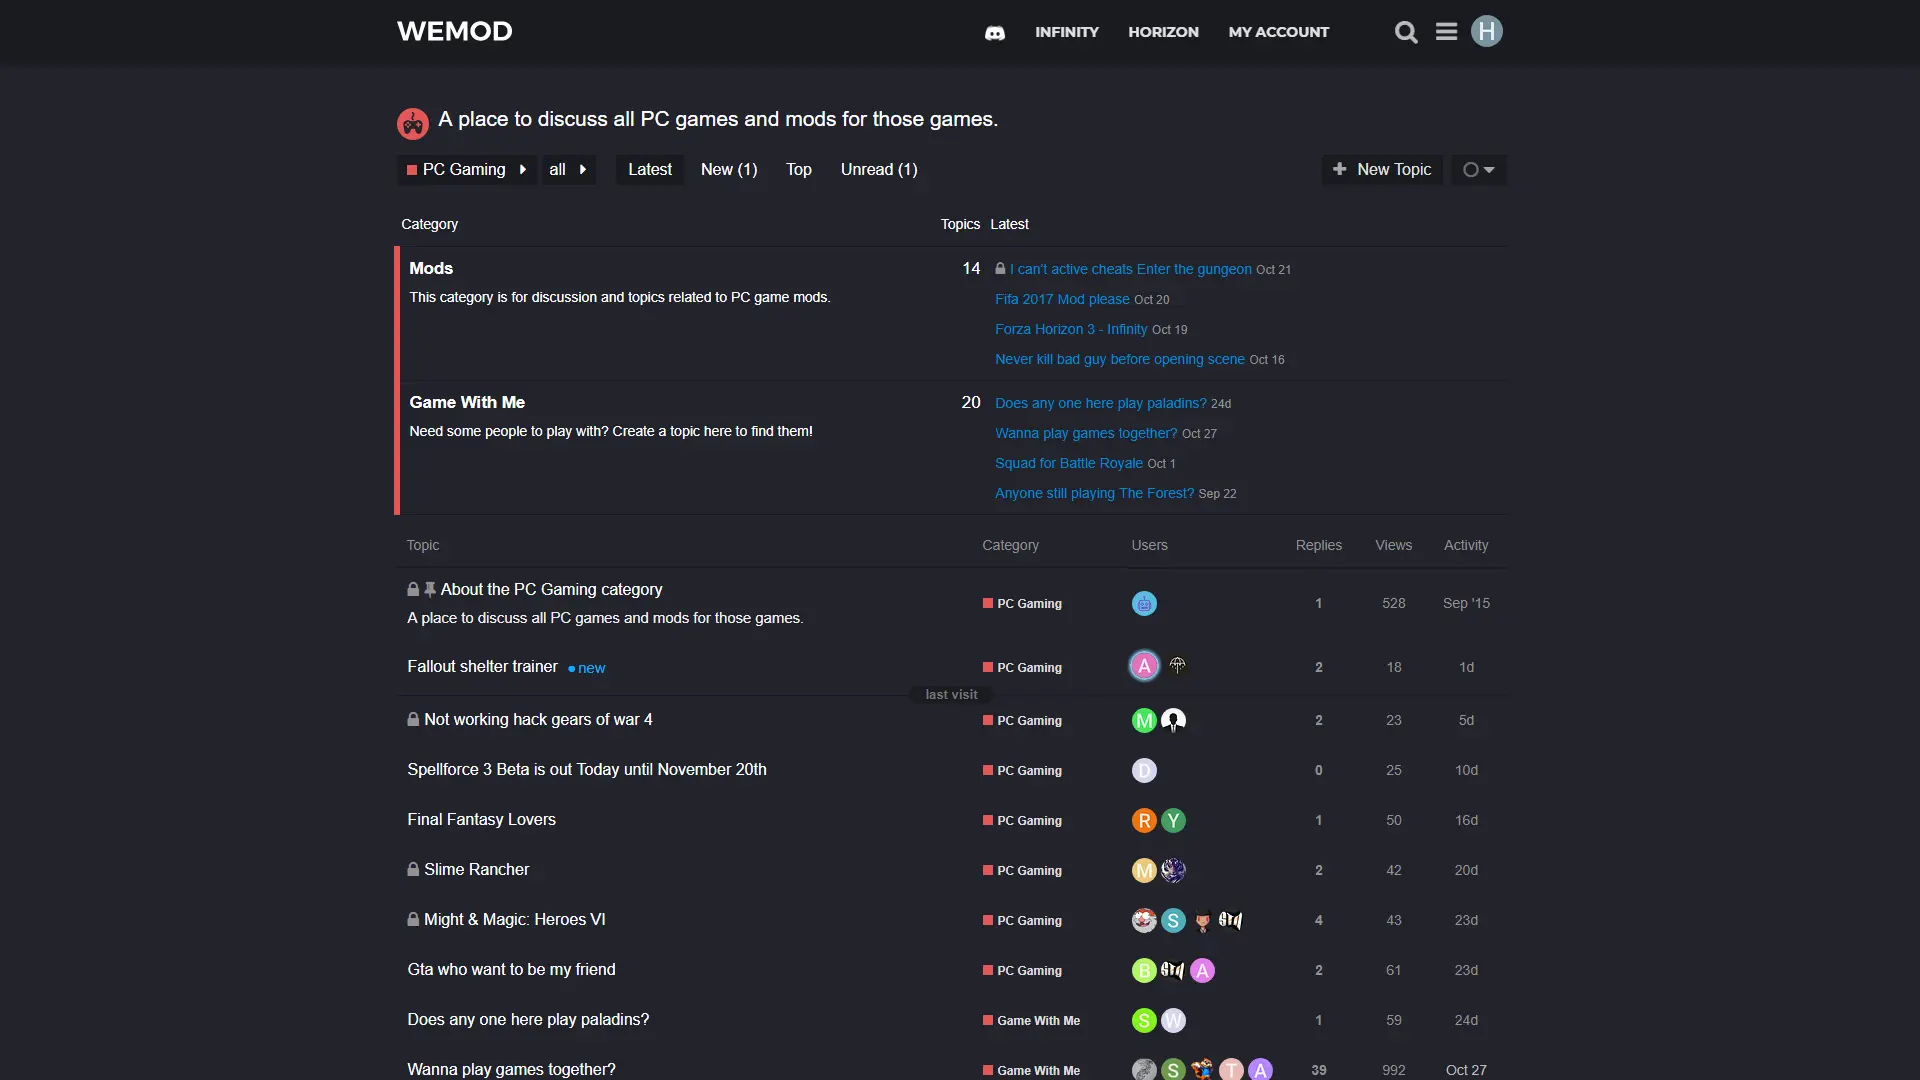 WEMOD
INFINITY HORIZON MY ACCOUNT H
A place to discuss all PC games and mods for those games.
PC Gaming all Latest New (1) Top Unread (1) New Topic
Category Topics Latest
Mods 14 I can't active cheats Enter the gungeon Oct 21
This category is for discussion and topics related to PC game mods.
Fifa 2017 Mod please Oct 20
Forza Horizon 3 - Infinity Oct 19
Never kill bad guy before opening scene Oct 16
Game With Me 20 Does any one here play paladins? 24d
Need some people to play with? Create a topic here to find them!
Wanna play games together? Oct 27
Squad for Battle Royale Oct 1
Anyone still playing The Forest? Sep 22
Topic Category Users Replies Views Activity
About the PC Gaming category
A place to discuss all PC games and mods for those games.
PC Gaming 1 528 Sep '15
Fallout shelter trainer new PC Gaming A 2 18 1d
last visit
Not working hack gears of war 4 PC Gaming M 2 23 5d
Spellforce 3 Beta is out Today until November 20th PC Gaming D 0 25 10d
Final Fantasy Lovers PC Gaming R Y 1 50 16d
Slime Rancher PC Gaming M 2 42 20d
Might & Magic: Heroes VI PC Gaming S 4 43 23d
Gta who want to be my friend PC Gaming B A 2 61 23d
Does any one here play paladins? Game With Me S W 1 59 24d
Wanna play games together? Game With Me S T A 39 992 Oct 27